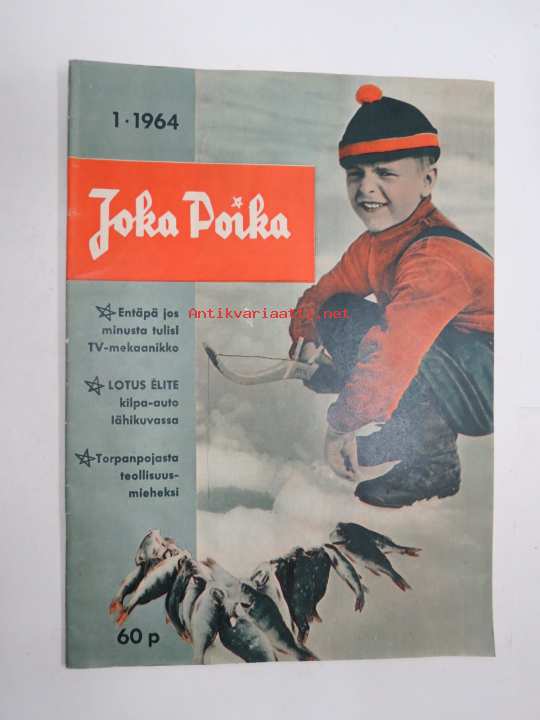 1 · 1964
Joka Poika
Antikvariaatti.net
Entäpä jos
minusta tulisi
TV-mekaanikko
LOTUS ÉLITE
kilpa-auto
lähikuvassa
Torpanpojasta
teollisuus-
mieheksi
60 p